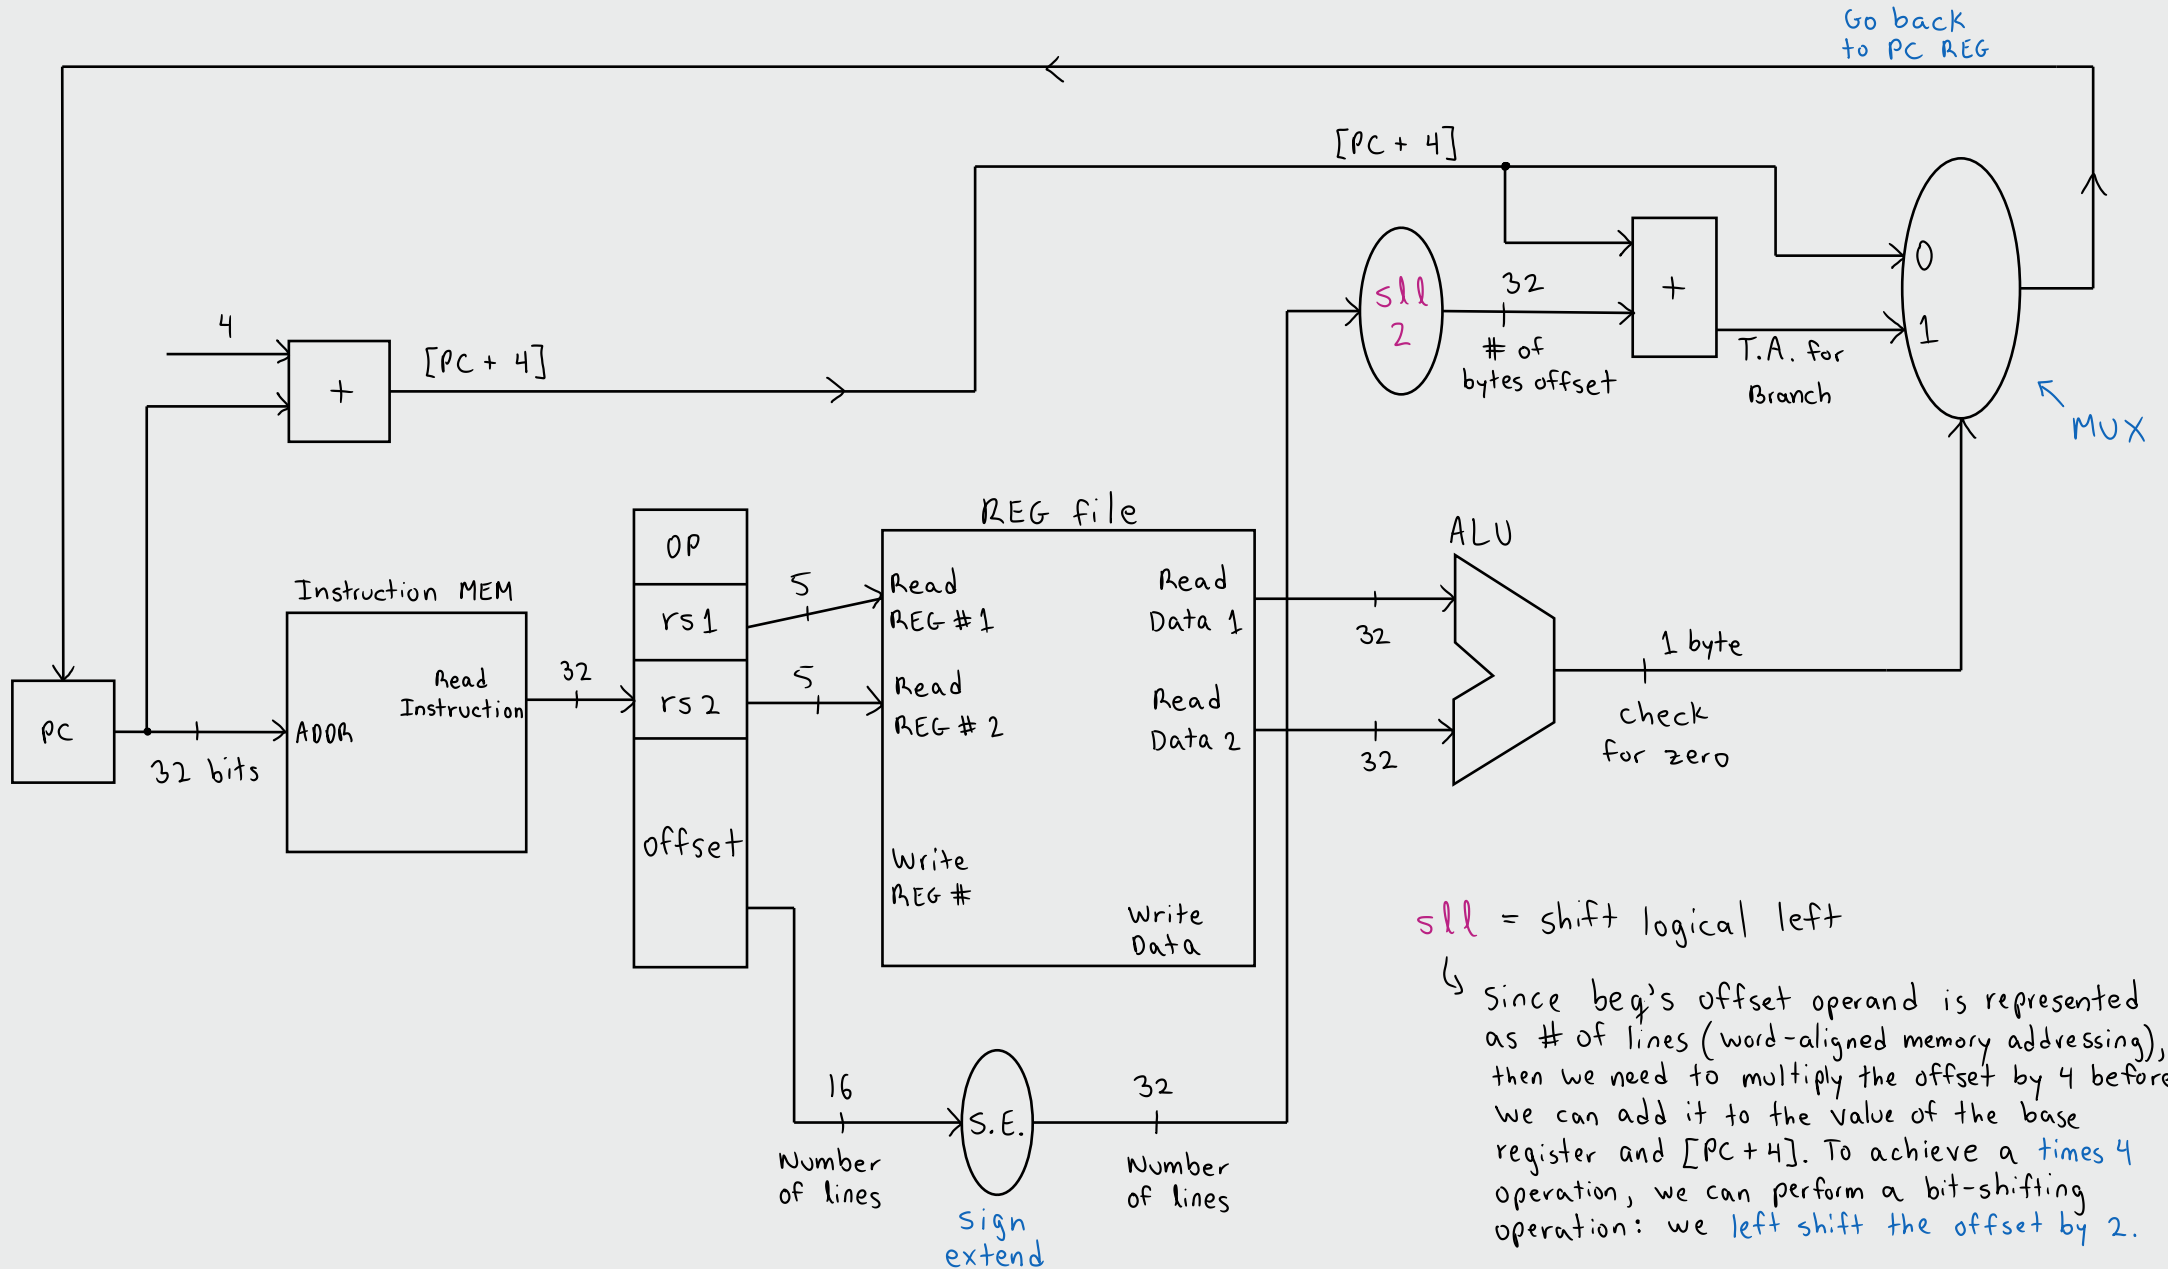 Go back
to PC REG
[PC + 4]
sll
2
32
# of
bytes offset
+
0
1
T.A. for
Branch
MUX
4
+
[PC + 4]
PC
32 bits
Instruction MEM
Read
Instruction
ADDR
32
OP
rs1
rs2
offset
5
5
REG file
Read
REG #1
Read
REG #2
Write
REG #
Read
Data 1
Read
Data 2
Write
Data
32
32
ALU
1 byte
check
for zero
16
Number
of lines
S.E.
sign
extend
32
Number
of lines
sll = shift logical left
Since beq's offset operand is represented
as # of lines (word-aligned memory addressing),
then we need to multiply the offset by 4 before
we can add it to the value of the base
register and [PC + 4]. To achieve a times 4
operation, we can perform a bit-shifting
operation: we left shift the offset by 2.